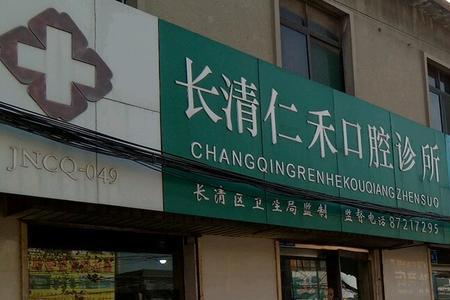 长清仁禾口腔诊所
CHANGQINGRENHEKOUQIANGZHENSUO
JNCQ-049
长清区卫生局监制 监督电话87217295